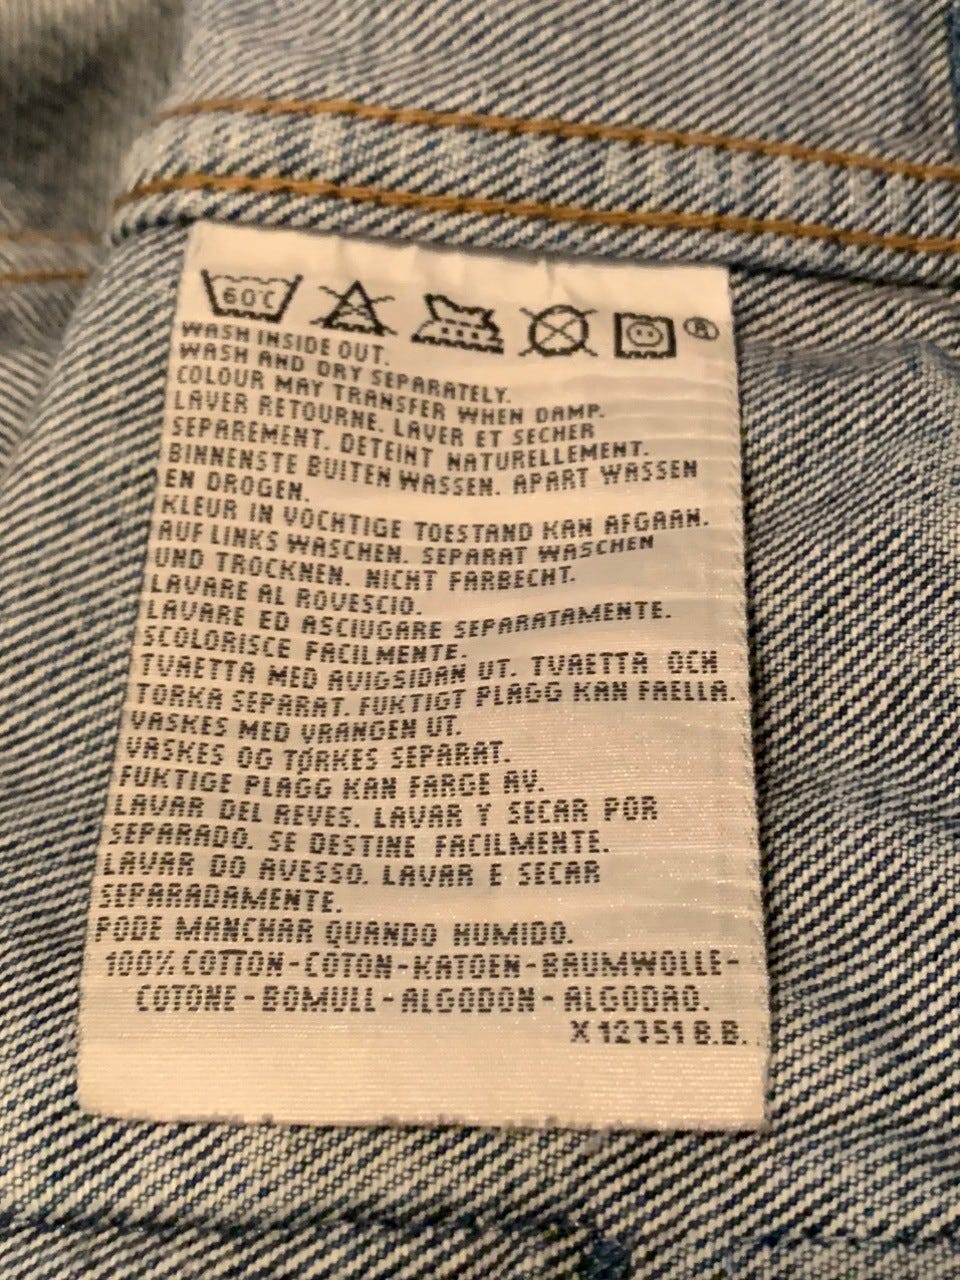 60°C
®
WASH INSIDE OUT.
WASH AND DRY SEPARATELY.
COLOUR MAY TRANSFER WHEN DAMP.
LAVER RETOURNE. LAVER ET SECHER
SEPAREMENT. DETEINT NATURELLEMENT.
BINNENSTE BUITEN WASSEN. APART WASSEN
EN DROGEN.
KLEUR IN VOCHTIGE TOESTAND KAN AFGAAN.
AUF LINKS WASCHEN. SEPARAT WASCHEN
UND TROCKNEN. NICHT FARBECHT.
LAVARE AL ROVESCIO.
LAVARE ED ASCIUGARE SEPARATAMENTE.
SCOLORISCE FACILMENTE.
TVAETTA MED AVIGSIDAN UT. TVAETTA OCH
TORKA SEPARAT. FUKTIGT PLAGG KAN FAELLA.
VASKES MED VRANGEN UT.
VASKES OG TØRKES SEPARAT.
FUKTIGE PLAGG KAN FARGE AV.
LAVAR DEL REVES. LAVAR Y SECAR POR
SEPARADO. SE DESTINE FACILMENTE.
LAVAR DO AVESSO. LAVAR E SECAR
SEPARADAMENTE.
PODE MANCHAR QUANDO HUMIDO.
100% COTTON-COTON-KATOEN-BAUMWOLLE-
COTONE-BOMULL-ALGODON-ALGODAO.
X 12751 B.B.